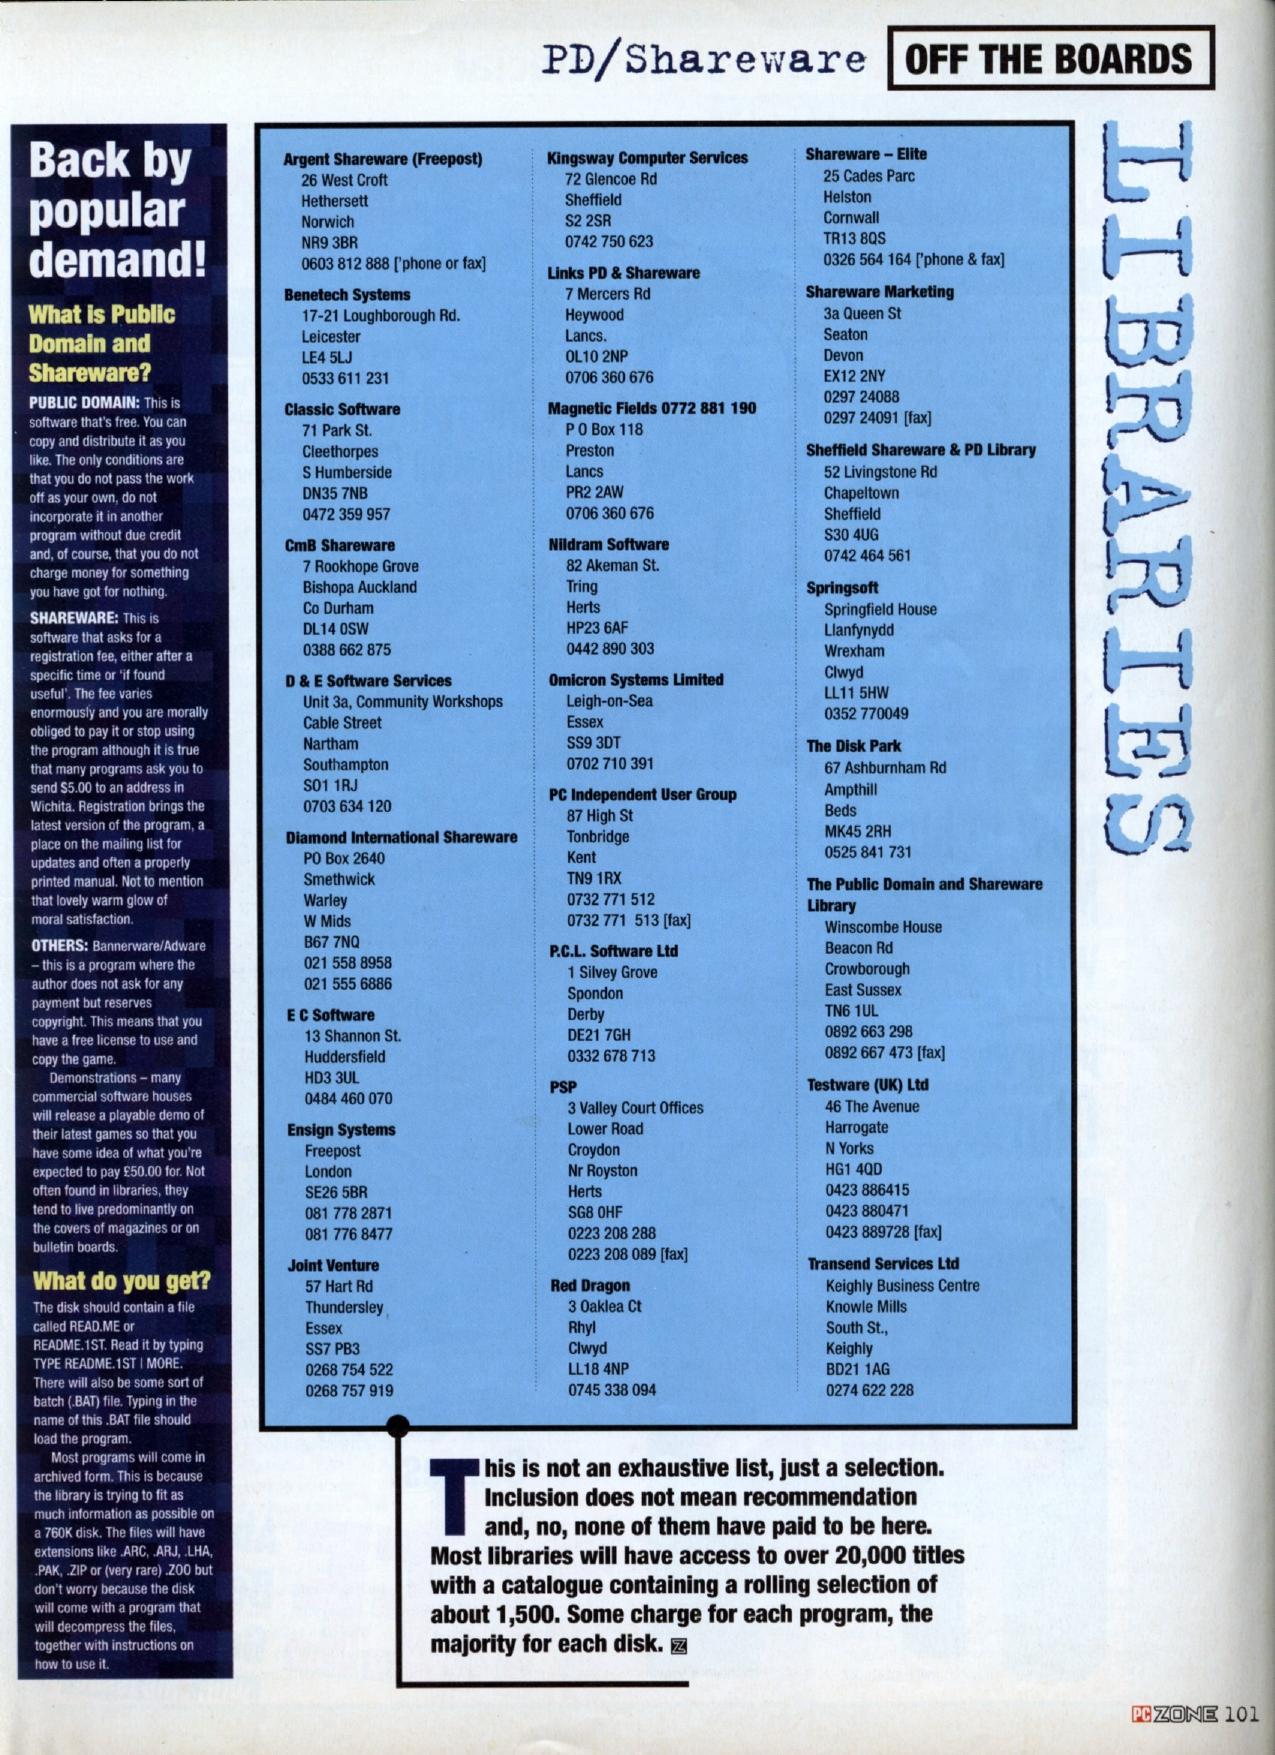 PD/Shareware OFF THE BOARDS
LIBRARIES
Back by
popular
demand!
What is Public
Domain and
Shareware?
PUBLIC DOMAIN: This is
software that's free. You can
copy and distribute it as you
like. The only conditions are
that you do not pass the work
off as your own, do not
incorporate it in another
program without due credit
and, of course, that you do not
charge money for something
you have got for nothing.
SHAREWARE: This is
software that asks for a
registration fee, either after a
specific time or 'if found
useful'. The fee varies
enormously and you are morally
obliged to pay it or stop using
the program although it is true
that many programs ask you to
send $5.00 to an address in
Wichita. Registration brings the
latest version of the program, a
place on the mailing list for
updates and often a properly
printed manual. Not to mention
that lovely warm glow of
moral satisfaction.
OTHERS: Bannerware/Adware
– this is a program where the
author does not ask for any
payment but reserves
copyright. This means that you
have a free license to use and
copy the game.
Demonstrations – many
commercial software houses
will release a playable demo of
their latest games so that you
have some idea of what you're
expected to pay £50.00 for. Not
often found in libraries, they
tend to live predominantly on
the covers of magazines or on
bulletin boards.
What do you get?
The disk should contain a file
called READ.ME or
README.1ST. Read it by typing
TYPE README.1ST | MORE.
There will also be some sort of
batch (.BAT) file. Typing in the
name of this .BAT file should
load the program.
Most programs will come in
archived form. This is because
the library is trying to fit as
much information as possible on
a 760K disk. The files will have
extensions like .ARC, .ARJ, .LHA,
.PAK, .ZIP or (very rare) .ZOO but
don't worry because the disk
will come with a program that
will decompress the files,
together with instructions on
how to use it.
Argent Shareware (Freepost)
26 West Croft
Hethersett
Norwich
NR9 3BR
0603 812 888 ['phone or fax]
Benetech Systems
17-21 Loughborough Rd.
Leicester
LE4 5LJ
0533 611 231
Classic Software
71 Park St.
Cleethorpes
S Humberside
DN35 7NB
0472 359 957
CmB Shareware
7 Rookhope Grove
Bishopa Auckland
Co Durham
DL14 0SW
0388 662 875
D & E Software Services
Unit 3a, Community Workshops
Cable Street
Nartham
Southampton
SO1 1RJ
0703 634 120
Diamond International Shareware
PO Box 2640
Smethwick
Warley
W Mids
B67 7NQ
021 558 8958
021 555 6886
E C Software
13 Shannon St.
Huddersfield
HD3 3UL
0484 460 070
Ensign Systems
Freepost
London
SE26 5BR
081 778 2871
081 776 8477
Joint Venture
57 Hart Rd
Thundersley
Essex
SS7 PB3
0268 754 522
0268 757 919
Kingsway Computer Services
72 Glencoe Rd
Sheffield
S2 2SR
0742 750 623
Links PD & Shareware
7 Mercers Rd
Heywood
Lancs.
OL10 2NP
0706 360 676
Magnetic Fields 0772 881 190
P O Box 118
Preston
Lancs
PR2 2AW
0706 360 676
Nildram Software
82 Akeman St.
Tring
Herts
HP23 6AF
0442 890 303
Omicron Systems Limited
Leigh-on-Sea
Essex
SS9 3DT
0702 710 391
PC Independent User Group
87 High St
Tonbridge
Kent
TN9 1RX
0732 771 512
0732 771 513 [fax]
P.C.L. Software Ltd
1 Silvey Grove
Spondon
Derby
DE21 7GH
0332 678 713
PSP
3 Valley Court Offices
Lower Road
Croydon
Nr Royston
Herts
SG8 0HF
0223 208 288
0223 208 089 [fax]
Red Dragon
3 Oaklea Ct
Rhyl
Clwyd
LL18 4NP
0745 338 094
Shareware – Elite
25 Cades Parc
Helston
Cornwall
TR13 8QS
0326 564 164 ['phone & fax]
Shareware Marketing
3a Queen St
Seaton
Devon
EX12 2NY
0297 24088
0297 24091 [fax]
Sheffield Shareware & PD Library
52 Livingstone Rd
Chapeltown
Sheffield
S30 4UG
0742 464 561
Springsoft
Springfield House
Llanfynydd
Wrexham
Clwyd
LL11 5HW
0352 770049
The Disk Park
67 Ashburnham Rd
Ampthill
Beds
MK45 2RH
0525 841 731
The Public Domain and Shareware
Library
Winscombe House
Beacon Rd
Crowborough
East Sussex
TN6 1UL
0892 663 298
0892 667 473 [fax]
Testware (UK) Ltd
46 The Avenue
Harrogate
N Yorks
HG1 4QD
0423 886415
0423 880471
0423 889728 [fax]
Transend Services Ltd
Keighly Business Centre
Knowle Mills
South St.,
Keighly
BD21 1AG
0274 622 228
This is not an exhaustive list, just a selection.
Inclusion does not mean recommendation
and, no, none of them have paid to be here.
Most libraries will have access to over 20,000 titles
with a catalogue containing a rolling selection of
about 1,500. Some charge for each program, the
majority for each disk. Z
PC ZONE 101